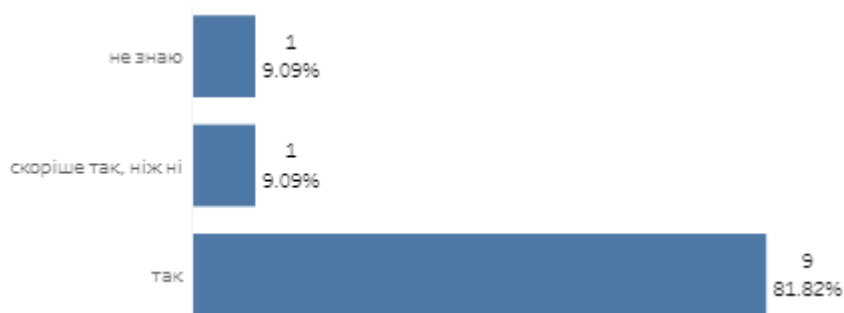 не знаю
1
9.09%
скоріше так, ніж ні
1
9.09%
так
9
81.82%